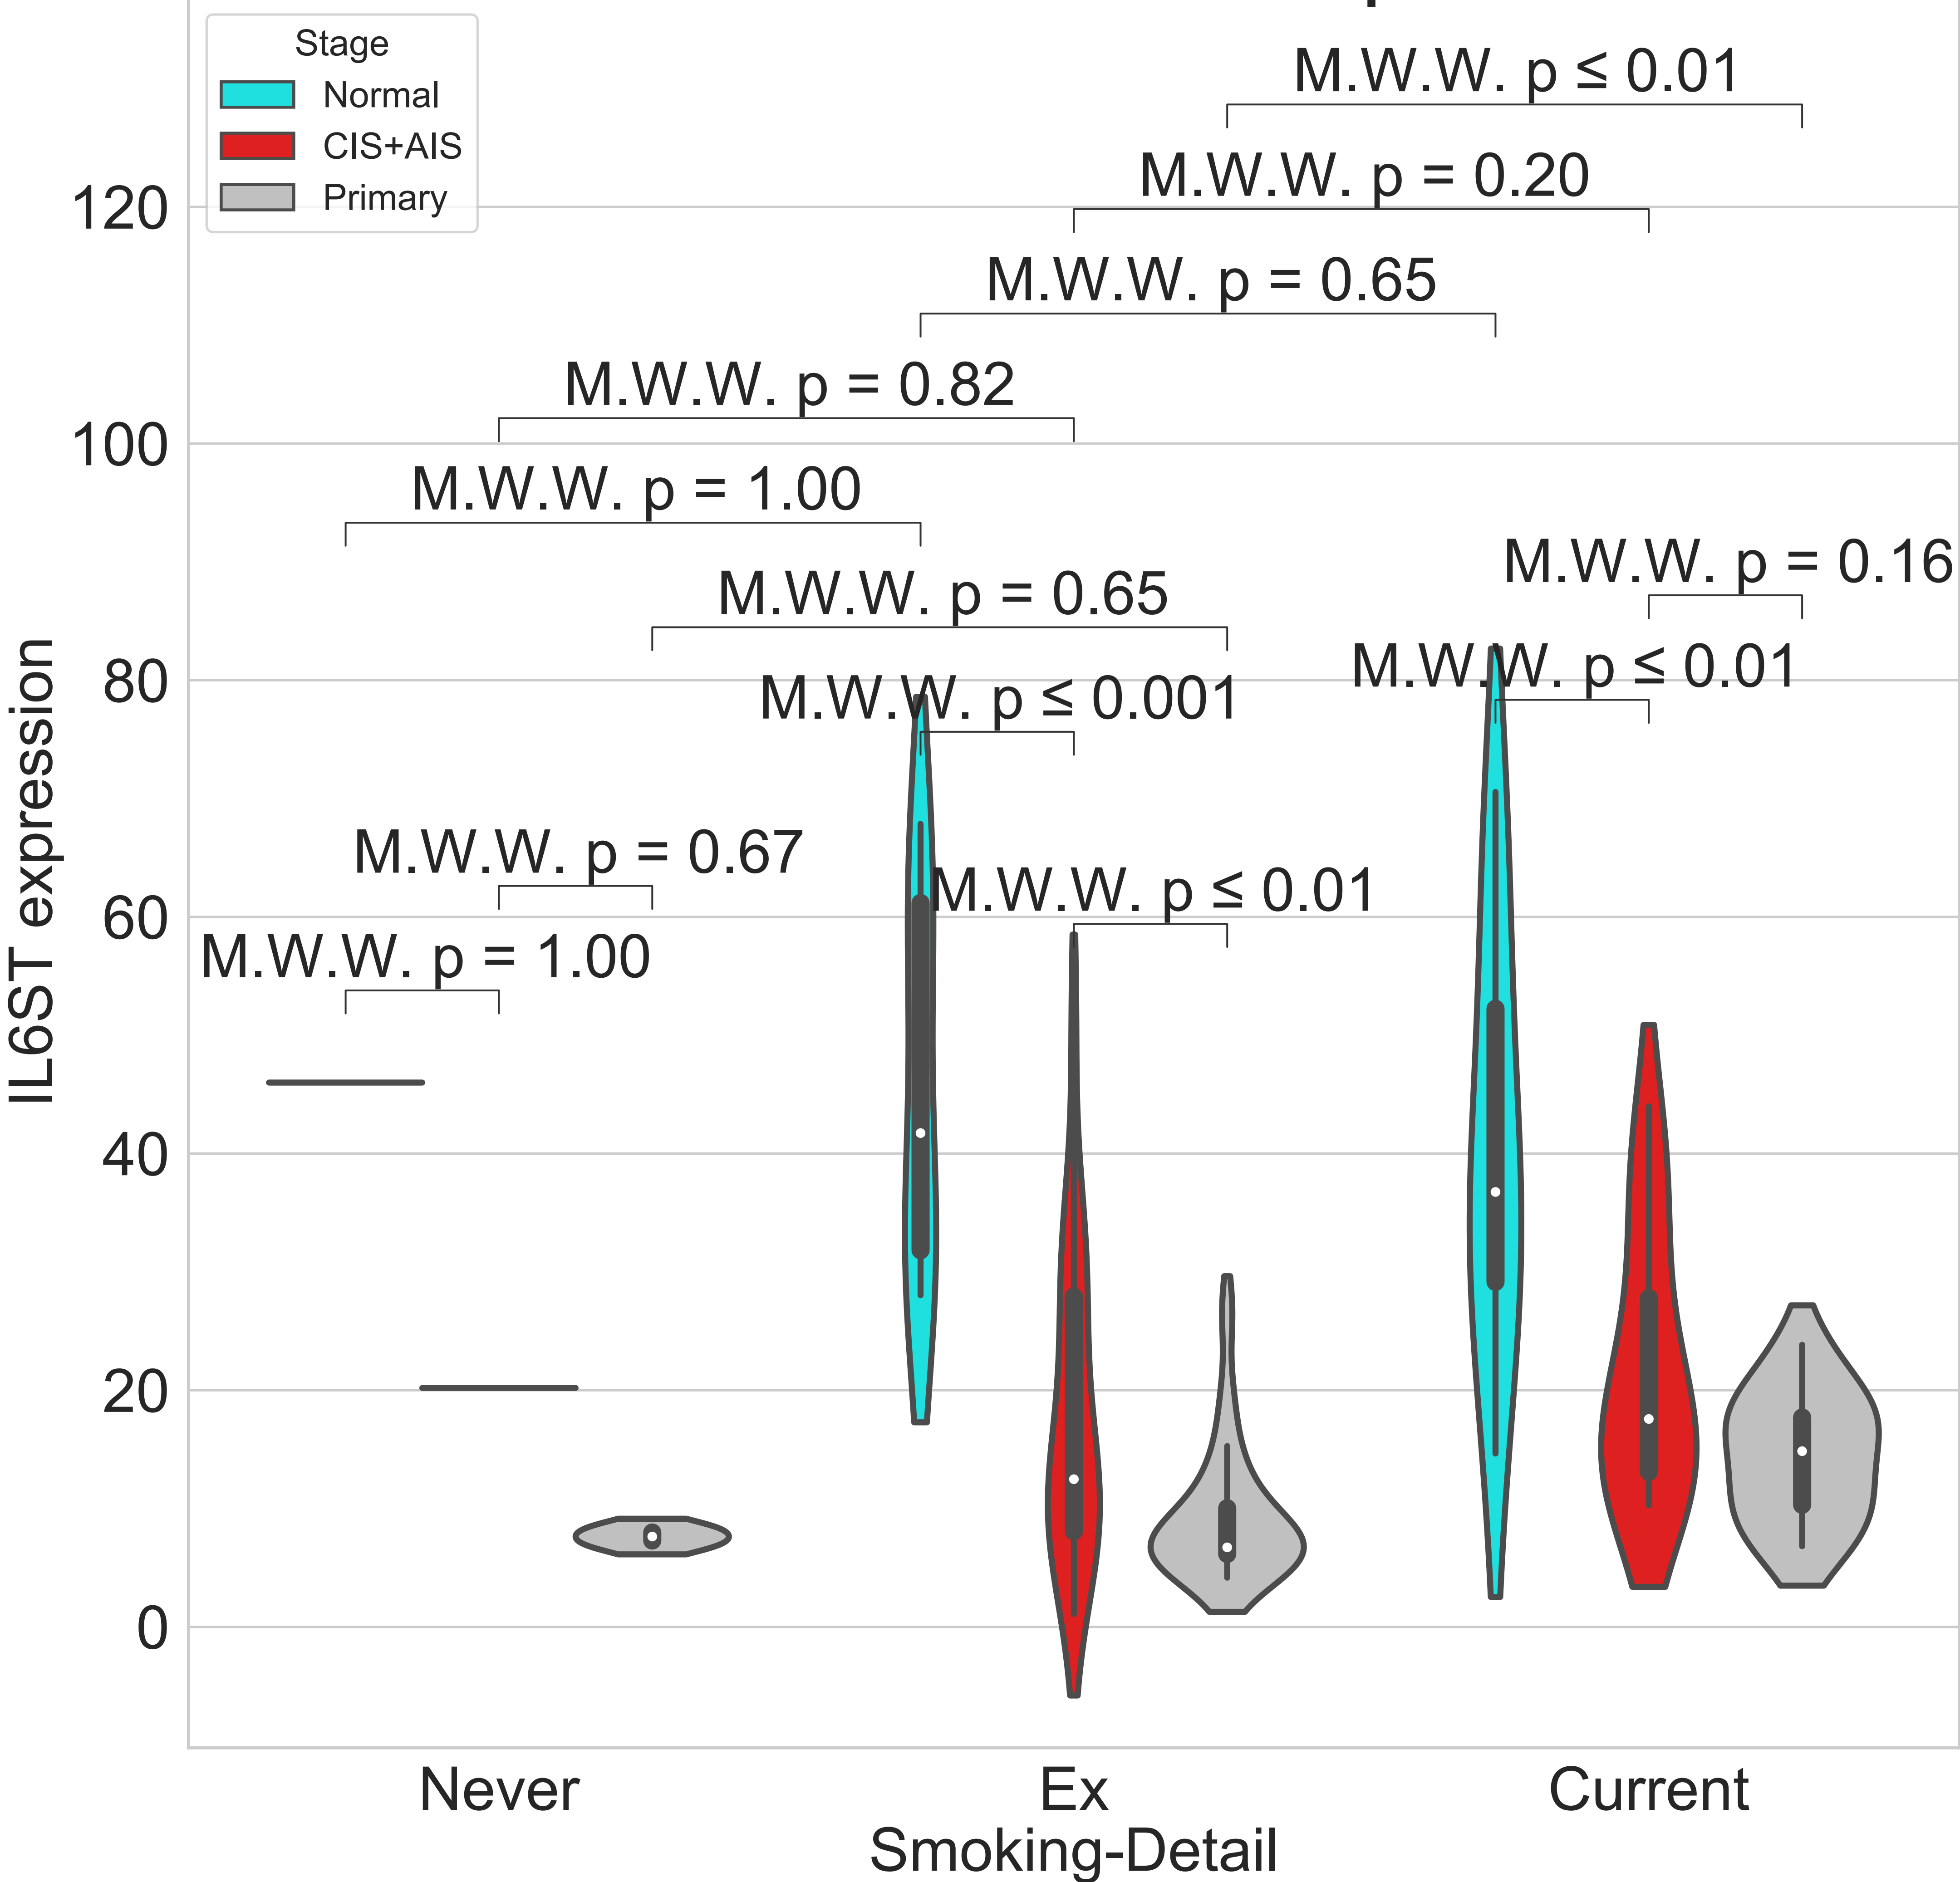 Stage
Normal
CIS+AIS
Primary
M.W.W. p ≤ 0.01
M.W.W. p = 0.20
M.W.W. p = 0.65
M.W.W. p = 0.82
M.W.W. p = 1.00
M.W.W. p = 0.16
M.W.W. p = 0.65
M.W.W. p ≤ 0.01
M.W.W. p ≤ 0.001
M.W.W. p = 0.67
M.W.W. p ≤ 0.01
M.W.W. p = 1.00
120
100
80
60
40
20
0
IL6ST expression
Never
Ex
Current
Smoking-Detail